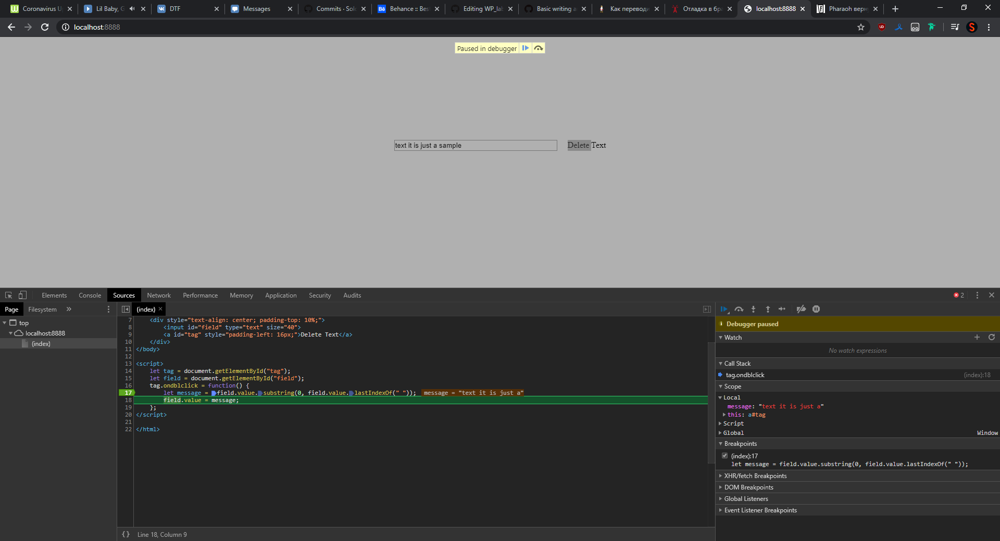 Coronavirus U
Lil Baby, G
DTF
Messages
Commits · Solo
Behance :: Bes
Editing WP_la
Basic writing a
Как переводи
Отладка в бра
localhost:8888
Pharaoh верн
localhost:8888
Paused in debugger
text it is just a sample
Delete Text
Elements Console Sources Network Performance Memory Application Security Audits
2
Page Filesystem »
(index)
top
localhost:8888
(index)
7 <div style="text-align: center; padding-top: 10%;">
8 <input id="field" type="text" size="40">
9 <a id="tag" style="padding-left: 16px;">Delete Text</a>
10 </div>
11 </body>
12
13 <script>
14 let tag = document.getElementById("tag");
15 let field = document.getElementById("field");
16 tag.ondblclick = function() {
17 let message = field.value.substring(0, field.value.lastIndexOf(" ")); message = "text it is just a"
18 field.value = message;
19 };
20 </script>
21
22 </html>
{} Line 18, Column 9
Debugger paused
Watch
No watch expressions
Call Stack
tag.ondblclick (index):18
Scope
Local
message: "text it is just a"
this: a#tag
Script
Global Window
Breakpoints
(index):17
let message = field.value.substring(0, field.value.lastIndexOf(" "));
XHR/fetch Breakpoints
DOM Breakpoints
Global Listeners
Event Listener Breakpoints